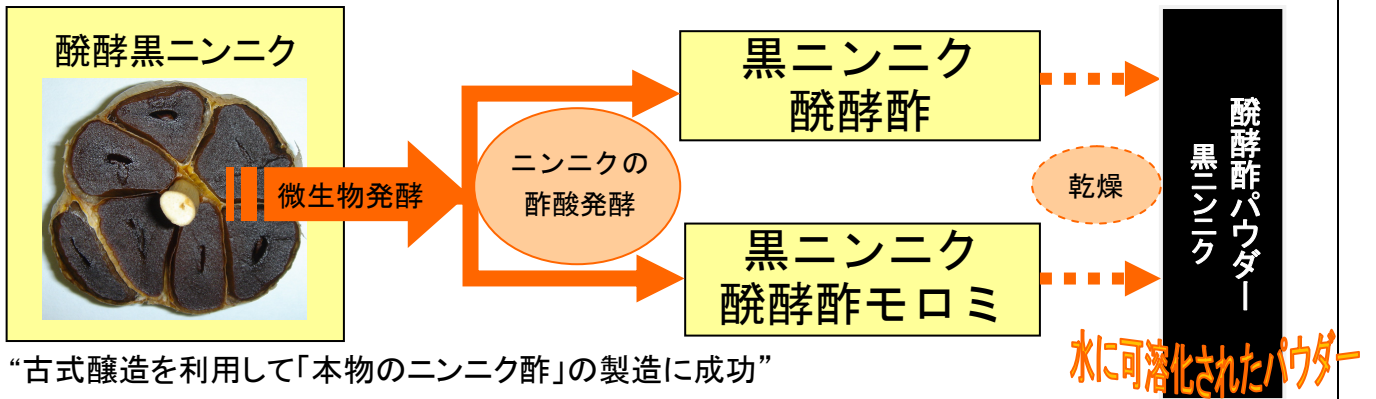 醗酵黒ニンニク
微生物発酵
ニンニクの
酢酸発酵
黒ニンニク
醗酵酢
黒ニンニク
醗酵酢モロミ
乾燥
黒ニンニク
醗酵酢パウダー
水に可溶化されたパウダー
“古式醸造を利用して「本物のニンニク酢」の製造に成功”